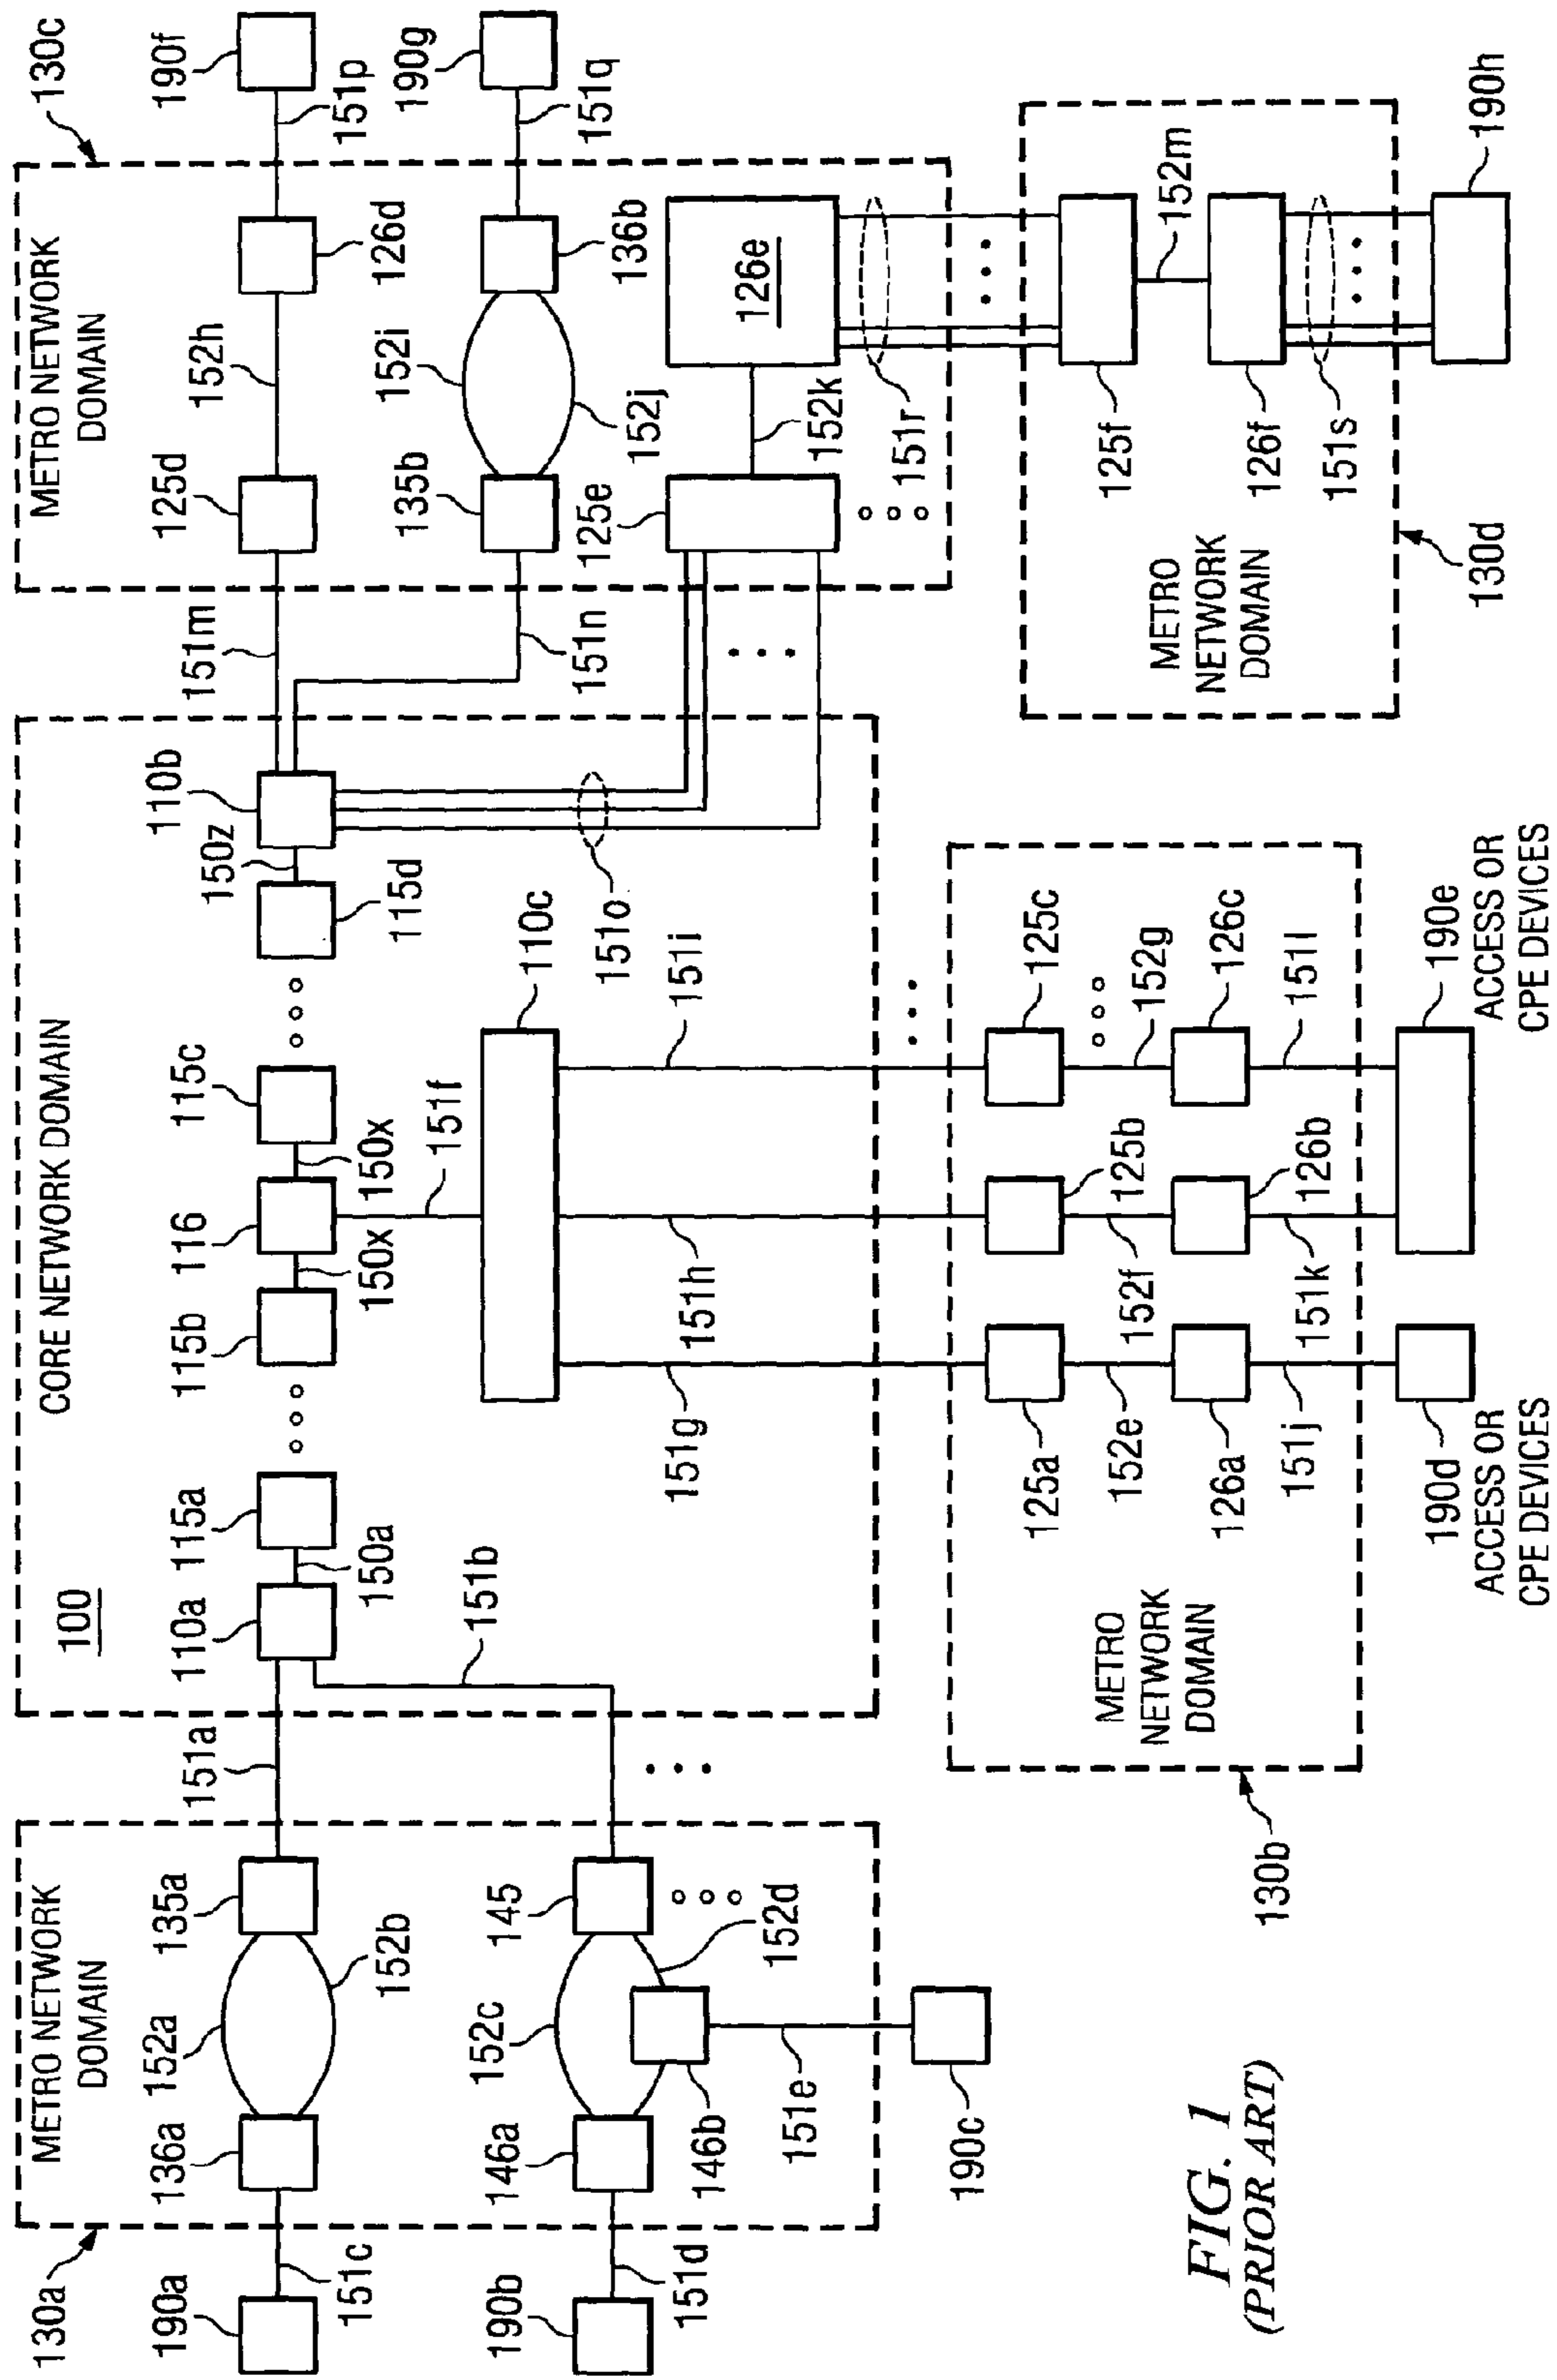 130a
METRO NETWORK
DOMAIN
190a
151c
136a
152a
152b
135a
151a
190b
151d
146a
152c
145
152d
146b
151e
190c
151b
100
CORE NETWORK DOMAIN
110a
150a
115a
115b
150x
116
150x
115c
115d
150z
110b
151f
110c
151g
151h
151i
151o
151m
151n
130c
METRO NETWORK
DOMAIN
125d
152h
126d
151p
190f
135b
152i
152j
136b
151q
190g
125e
152k
126e
151r
METRO
NETWORK
DOMAIN
130b
125a
152e
126a
151j
190d
ACCESS OR
CPE DEVICES
125b
152f
126b
151k
125c
152g
126c
151l
190e
ACCESS OR
CPE DEVICES
METRO
NETWORK
DOMAIN
130d
125f
152m
126f
151s
190h
FIG. 1
(PRIOR ART)